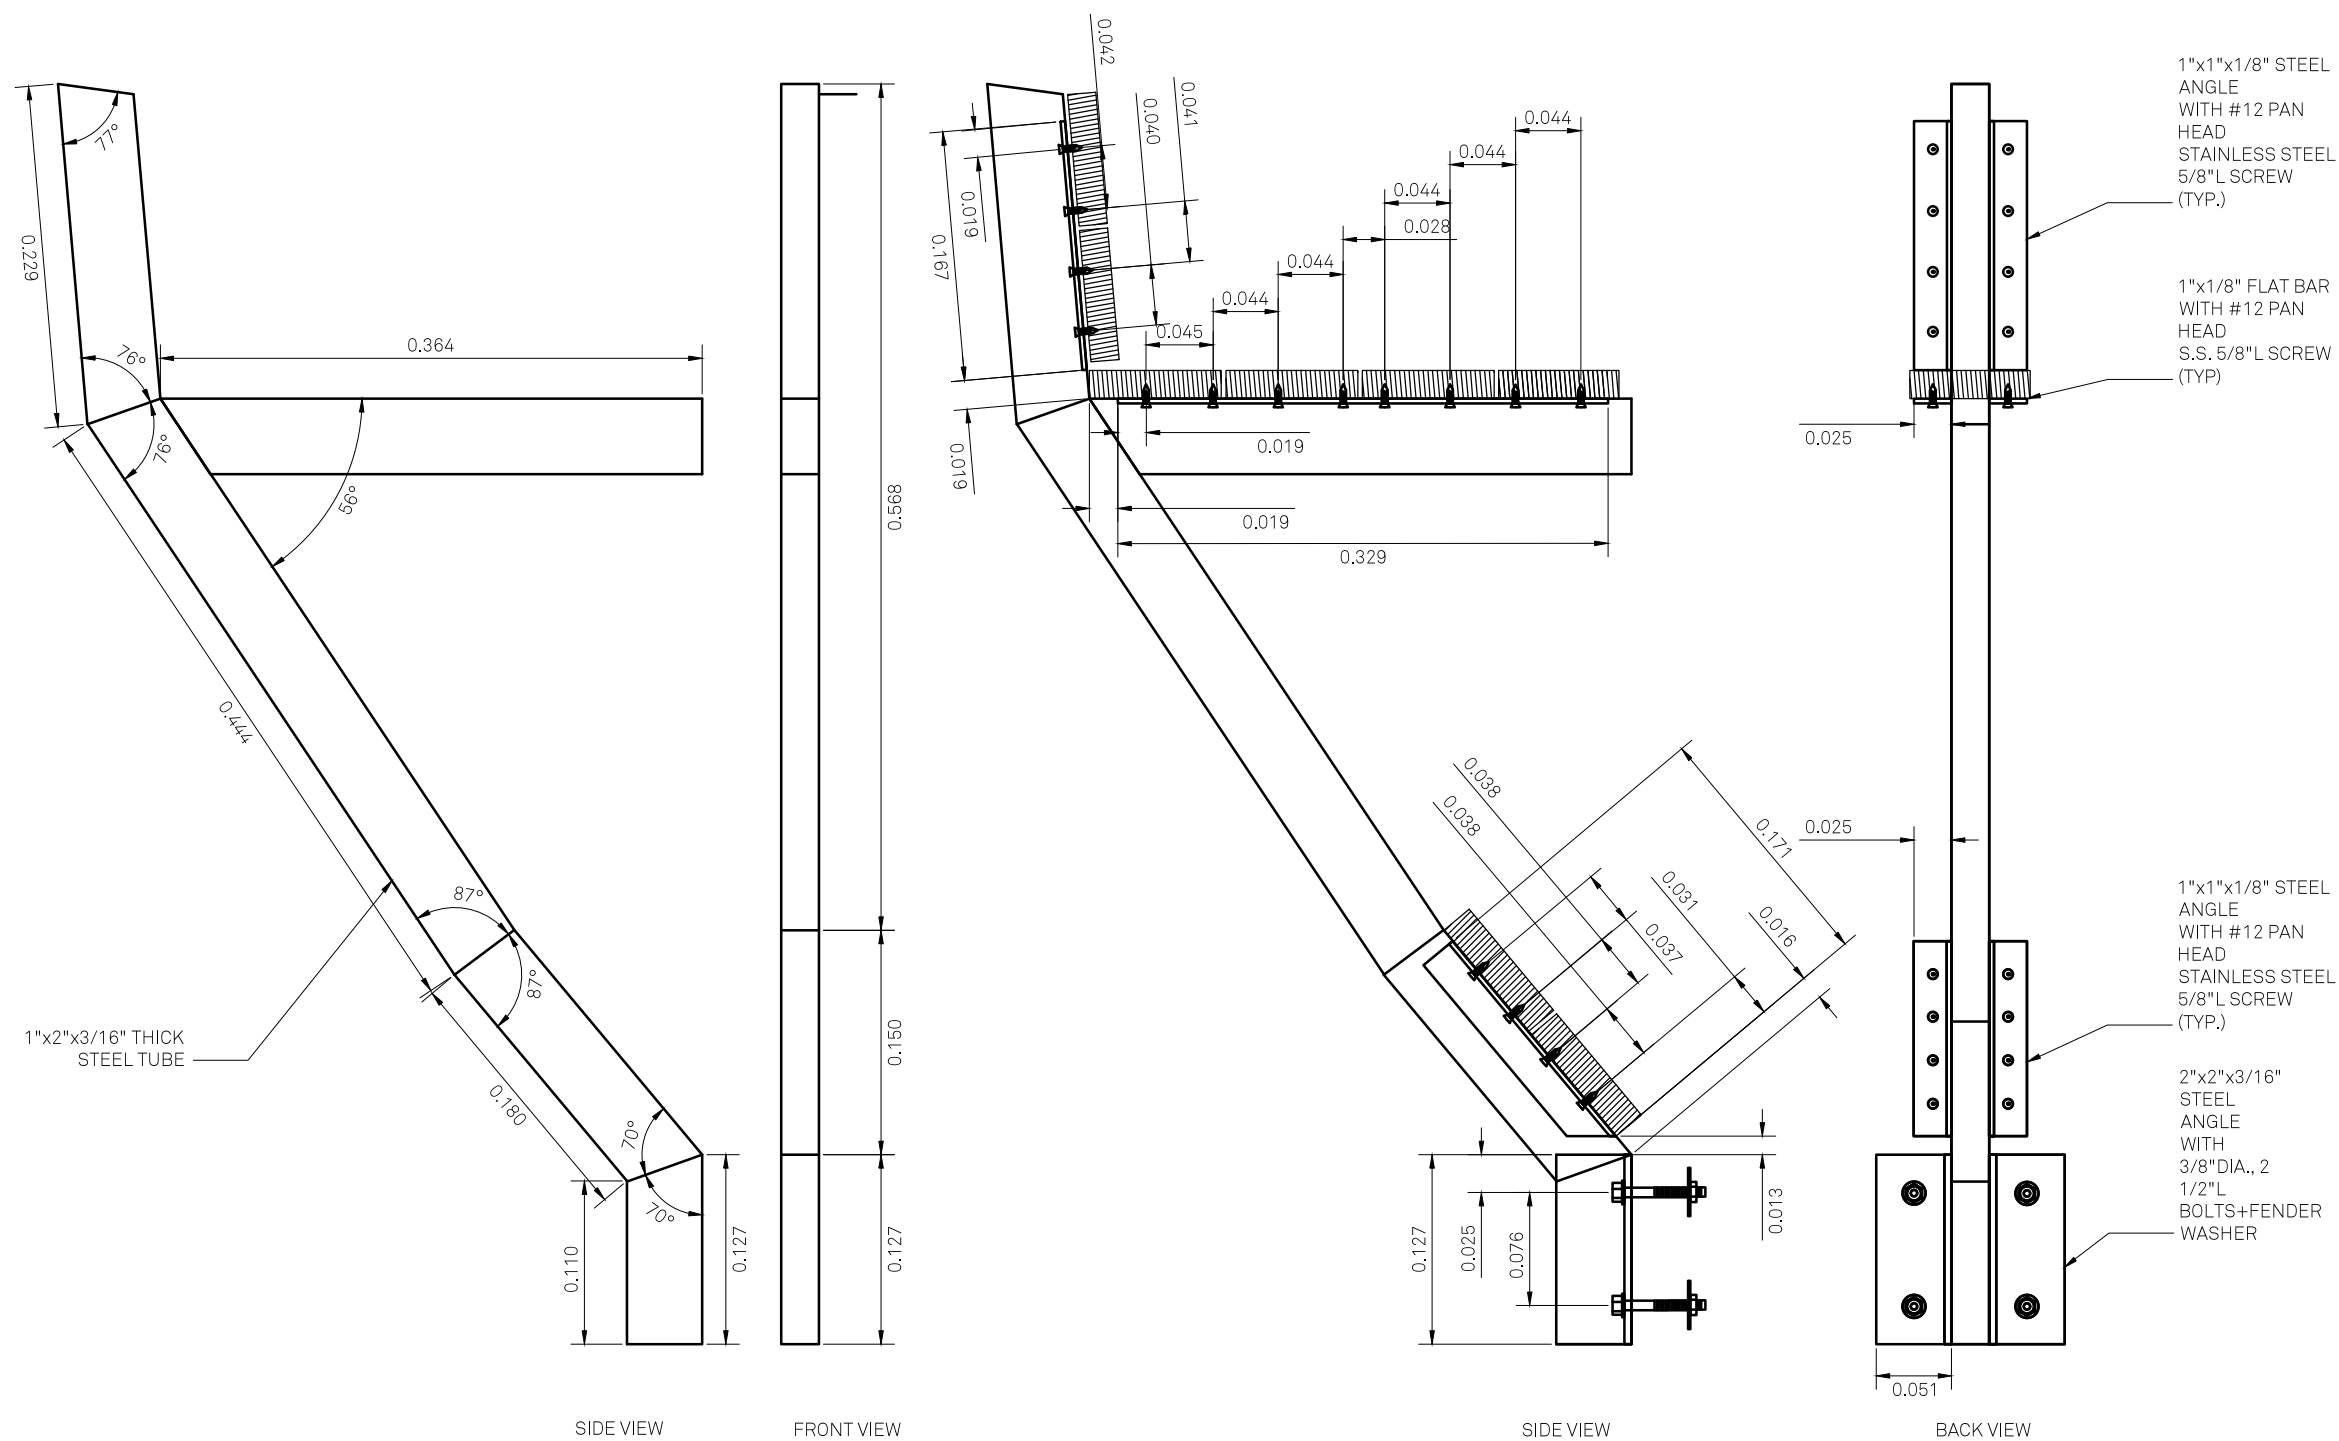 77°
0.229
76°
76°
0.364
56°
0.444
87°
87°
1"x2"x3/16" THICK
STEEL TUBE
0.180
70°
70°
0.110
0.127
SIDE VIEW
0.568
0.150
0.127
FRONT VIEW
0.042
0.041
0.040
0.019
0.167
0.019
0.044
0.044
0.044
0.028
0.044
0.044
0.045
0.019
0.019
0.329
0.038
0.038
0.171
0.031
0.016
0.037
0.127
0.025
0.076
0.013
SIDE VIEW
1"x1"x1/8" STEEL
ANGLE
WITH #12 PAN
HEAD
STAINLESS STEEL
5/8"L SCREW
(TYP.)
1"x1/8" FLAT BAR
WITH #12 PAN
HEAD
S.S. 5/8"L SCREW
(TYP)
0.025
0.025
1"x1"x1/8" STEEL
ANGLE
WITH #12 PAN
HEAD
STAINLESS STEEL
5/8"L SCREW
(TYP.)
2"x2"x3/16"
STEEL
ANGLE
WITH
3/8"DIA., 2
1/2"L
BOLTS+FENDER
WASHER
0.051
BACK VIEW